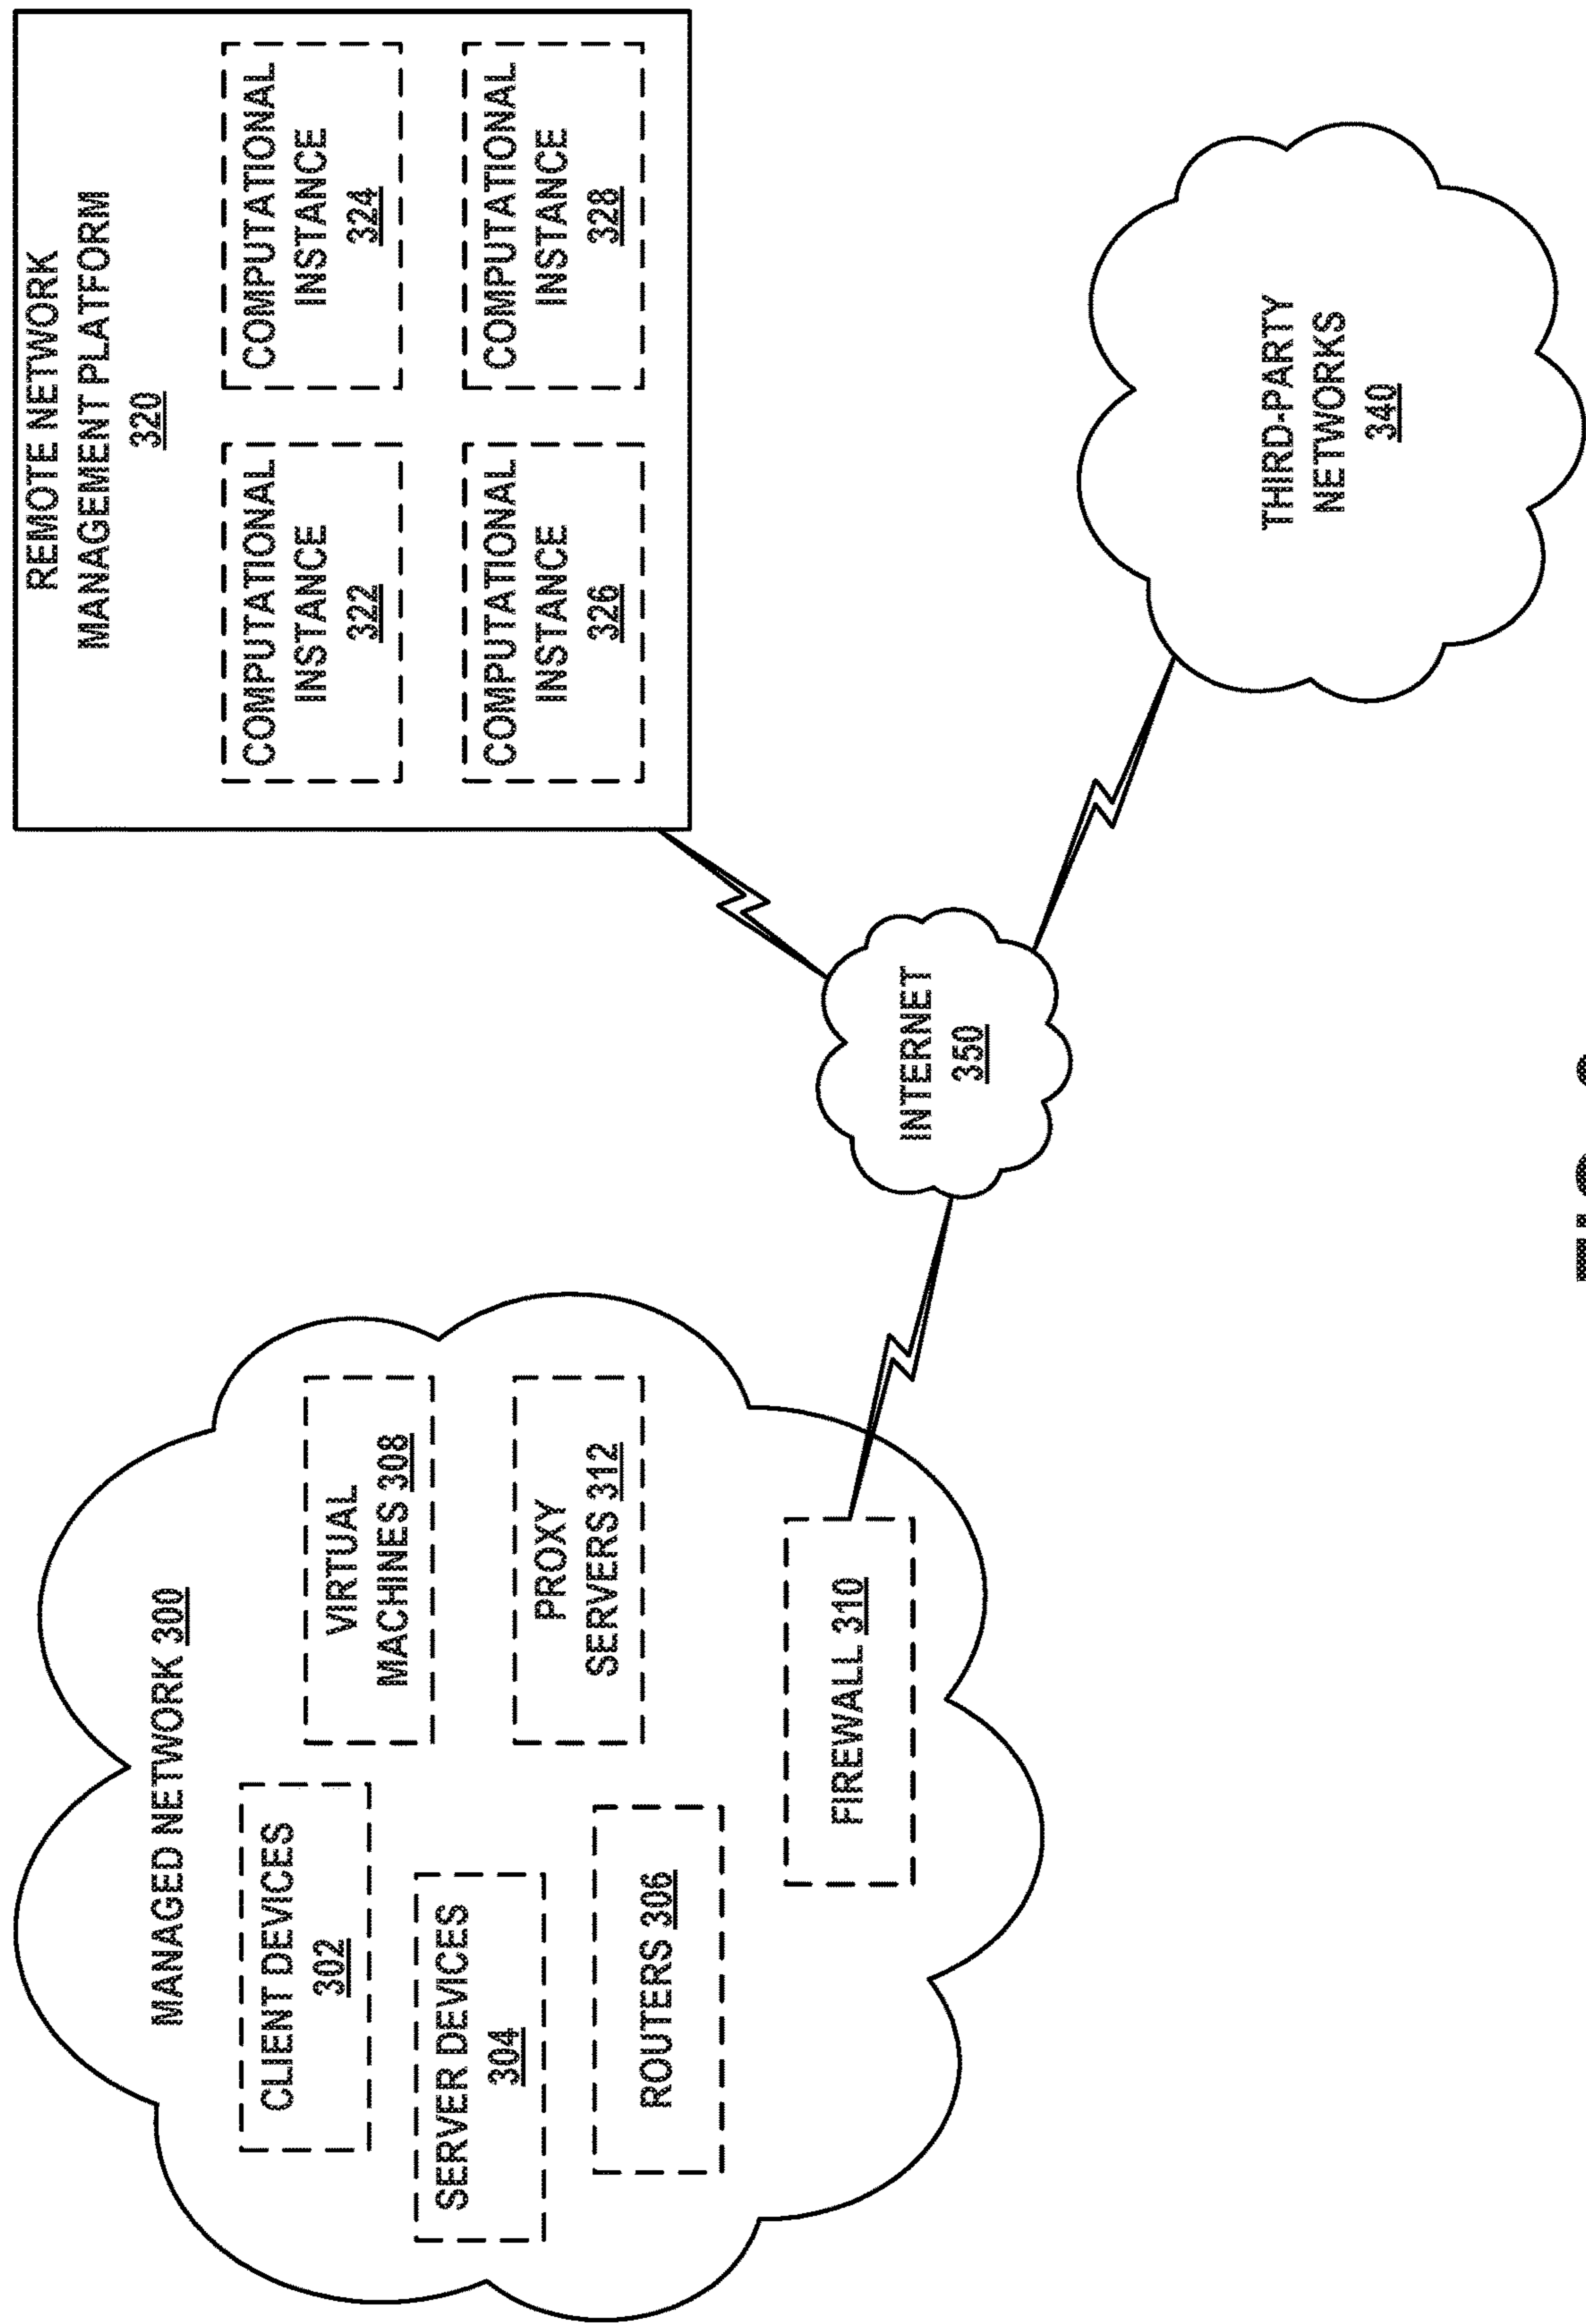 MANAGED NETWORK 300
CLIENT DEVICES
302
VIRTUAL
MACHINES 308
SERVER DEVICES
304
PROXY
SERVERS 312
ROUTERS 306
FIREWALL 310
INTERNET
350
REMOTE NETWORK
MANAGEMENT PLATFORM
320
COMPUTATIONAL
INSTANCE
322
COMPUTATIONAL
INSTANCE
324
COMPUTATIONAL
INSTANCE
326
COMPUTATIONAL
INSTANCE
328
THIRD-PARTY
NETWORKS
340